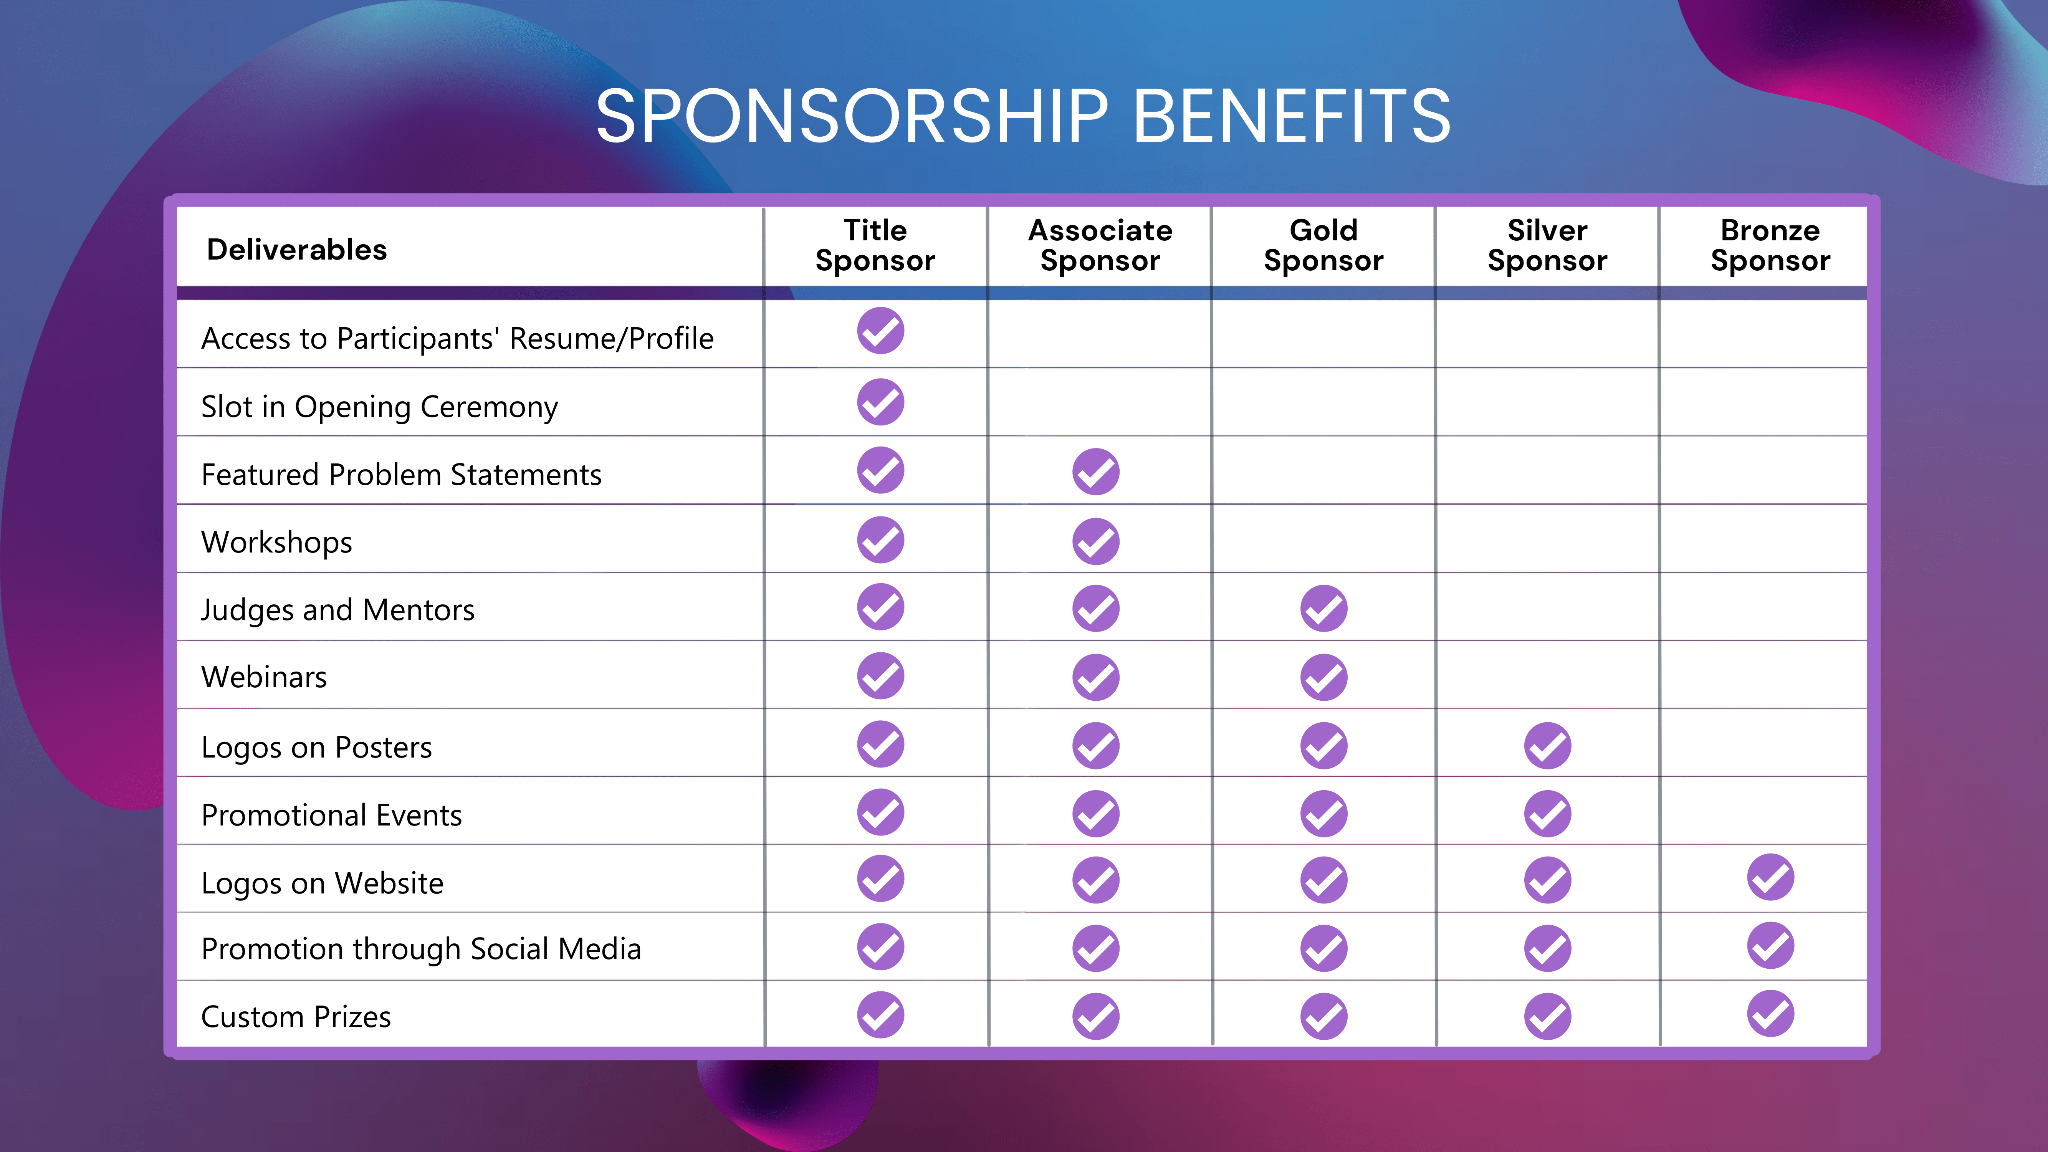 SPONSORSHIP BENEFITS
Deliverables
Title
Sponsor
Associate
Sponsor
Gold
Sponsor
Silver
Sponsor
Bronze
Sponsor
Access to Participants' Resume/Profile
Slot in Opening Ceremony
Featured Problem Statements
Workshops
Judges and Mentors
Webinars
Logos on Posters
Promotional Events
Logos on Website
Promotion through Social Media
Custom Prizes